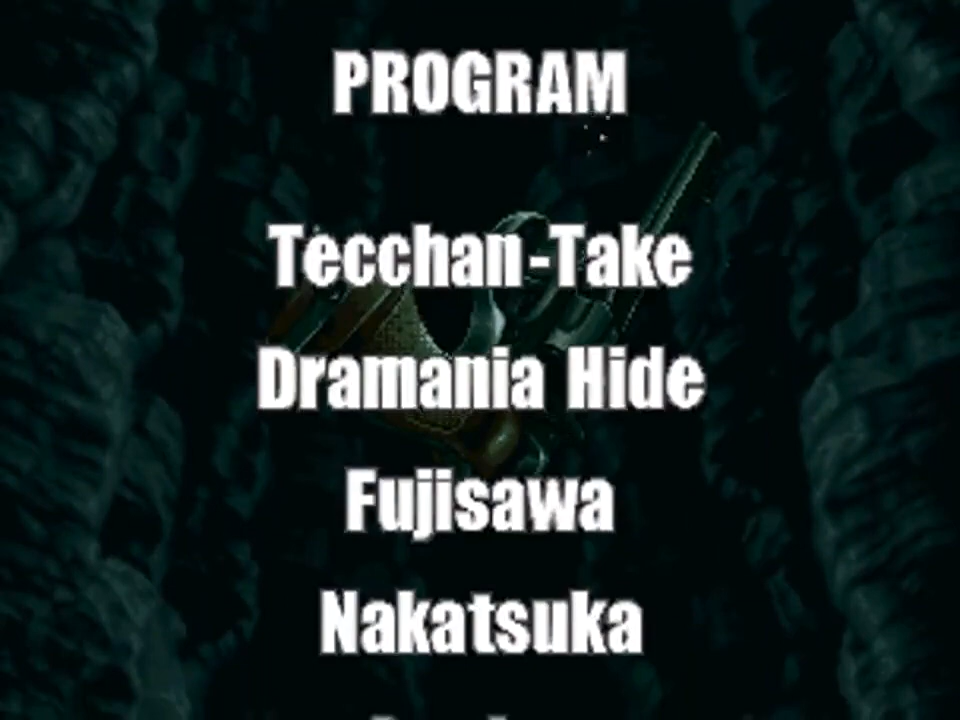 PROGRAM
Tecchan-Take
Dramania Hide
Fujisawa
Nakatsuka